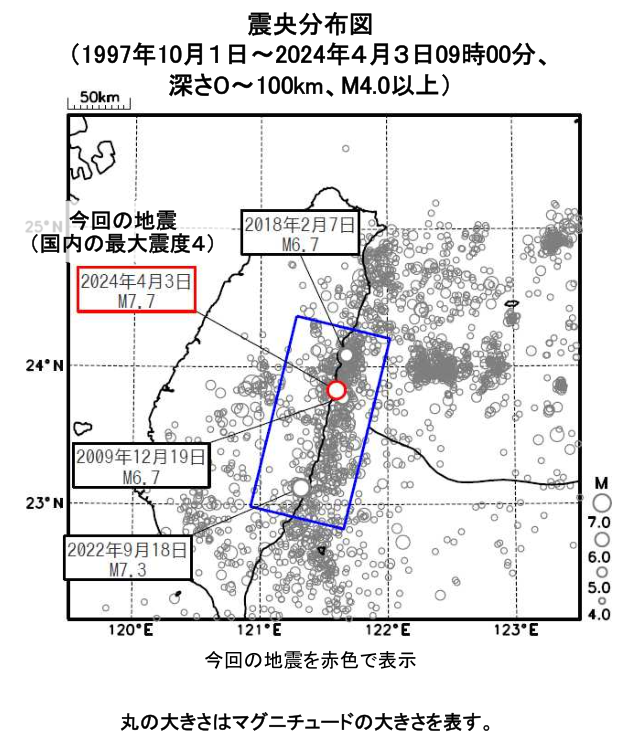 震央分布図
（1997年10月１日～2024年４月３日09時00分、
深さ０～100km、M4.0以上）
50km
25°N
今回の地震
（国内の最大震度４）
2018年2月7日
M6.7
2024年4月3日
M7.7
24°N
2009年12月19日
M6.7
23°N
2022年9月18日
M7.3
M
7.0
6.0
5.0
4.0
120°E
121°E
122°E
123°E
今回の地震を赤色で表示
丸の大きさはマグニチュードの大きさを表す。